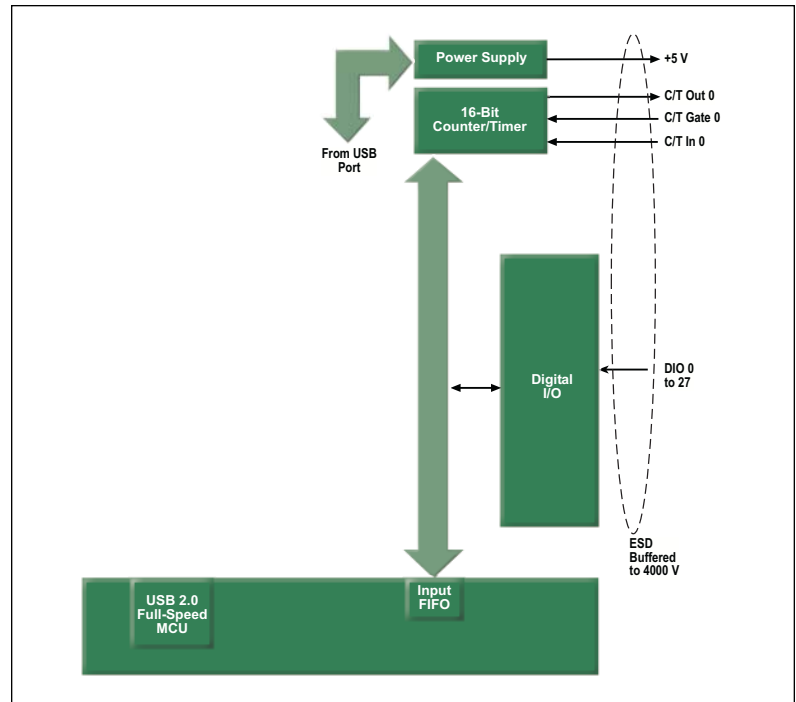 Power Supply
+5 V
16-Bit
Counter/Timer
C/T Out 0
C/T Gate 0
C/T In 0
From USB
Port
Digital
I/O
DIO 0
to 27
ESD
Buffered
to 4000 V
USB 2.0
Full-Speed
MCU
Input
FIFO